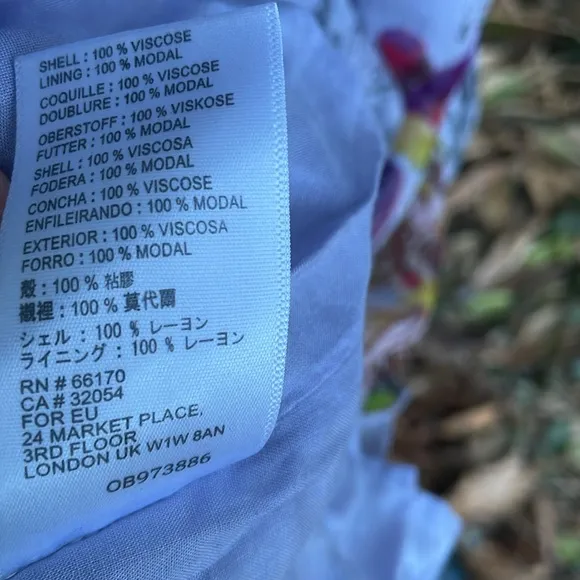 SHELL : 100 % VISCOSE
LINING : 100 % MODAL
COQUILLE : 100 % VISCOSE
DOUBLURE : 100 % MODAL
OBERSTOFF : 100 % VISKOSE
FUTTER : 100 % MODAL
SHELL : 100 % VISCOSA
FODERA : 100 % MODAL
CONCHA : 100 % VISCOSE
ENFILEIRANDO : 100 % MODAL
EXTERIOR : 100 % VISCOSA
FORRO : 100 % MODAL
殼 : 100 % 粘膠
襯裡 : 100 % 莫代爾
シェル : 100 % レーヨン
ライニング : 100 % レーヨン
RN # 66170
CA # 32054
FOR EU
24 MARKET PLACE,
3RD FLOOR
LONDON UK W1W 8AN
OB973886